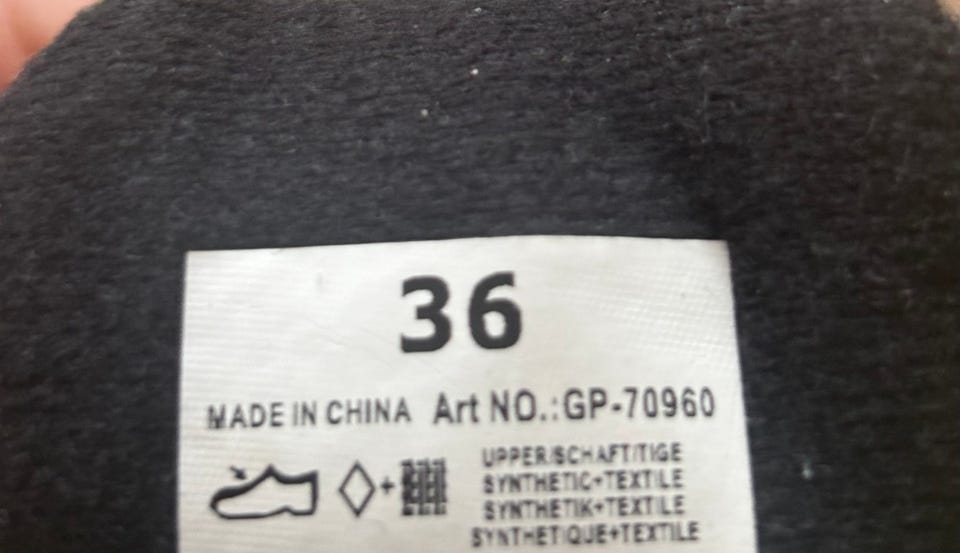 36
MADE IN CHINA Art NO.:GP-70960
UPPER/SCHAFT/TIGE
SYNTHETIC+TEXTILE
SYNTHETIK+TEXTILE
SYNTHETIQUE+TEXTILE